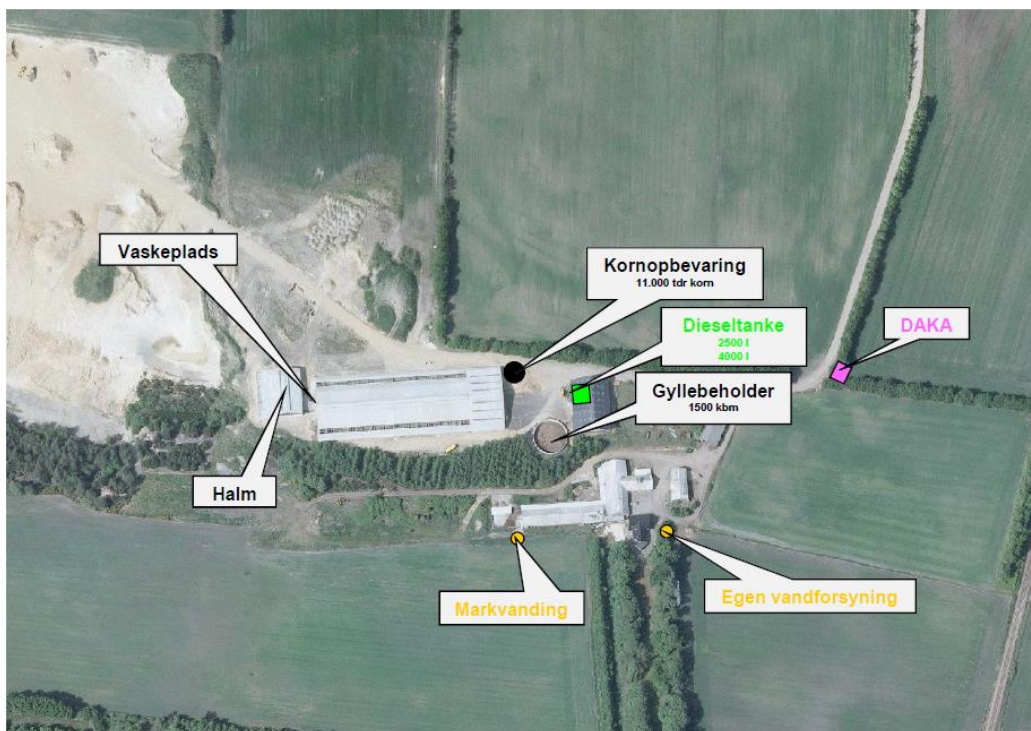 Vaskeplads
Kornopbevaring
11.000 tdr korn
Dieseltanke
2500 l
4000 l
DAKA
Gyllebeholder
1500 kbm
Halm
Markvanding
Egen vandforsyning